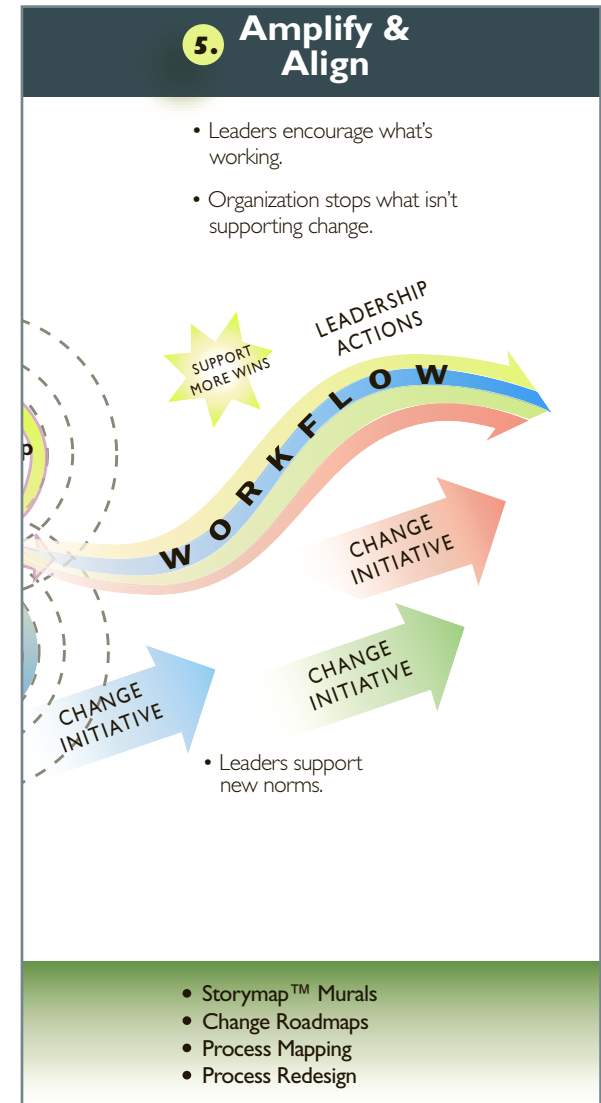 5.
Amplify &
Align
• Leaders encourage what's
working.
• Organization stops what isn't
supporting change.
LEADERSHIP
ACTIONS
SUPPORT
MORE WINS
WORKFLOW
p
CHANGE
INITIATIVE
CHANGE
INITIATIVE
CHANGE
INITIATIVE
• Leaders support
new norms.
• Storymap™ Murals
• Change Roadmaps
• Process Mapping
• Process Redesign